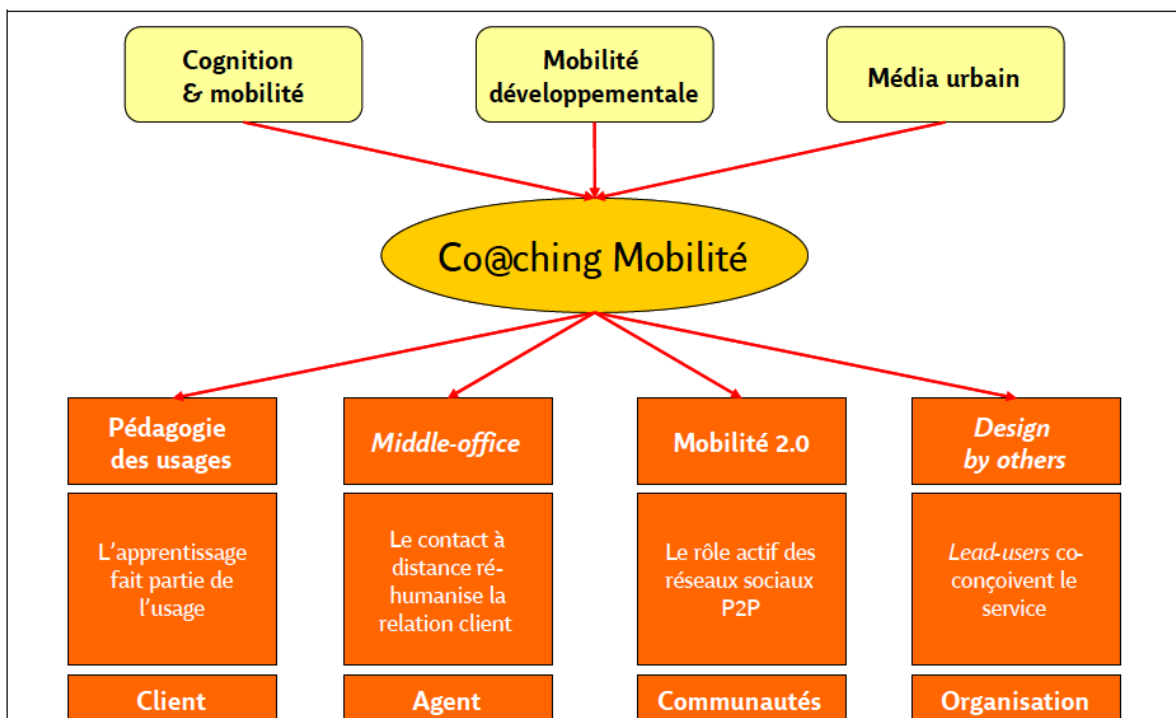 Cognition
& mobilité
Mobilité
développementale
Média urbain
Co@ching Mobilité
Pédagogie
des usages
Middle-office
Mobilité 2.0
Design
by others
L'apprentissage
fait partie de
l'usage
Le contact à
distance ré-
humanise la
relation client
Le rôle actif des
réseaux sociaux
P2P
Lead-users co-
conçoivent le
service
Client
Agent
Communautés
Organisation